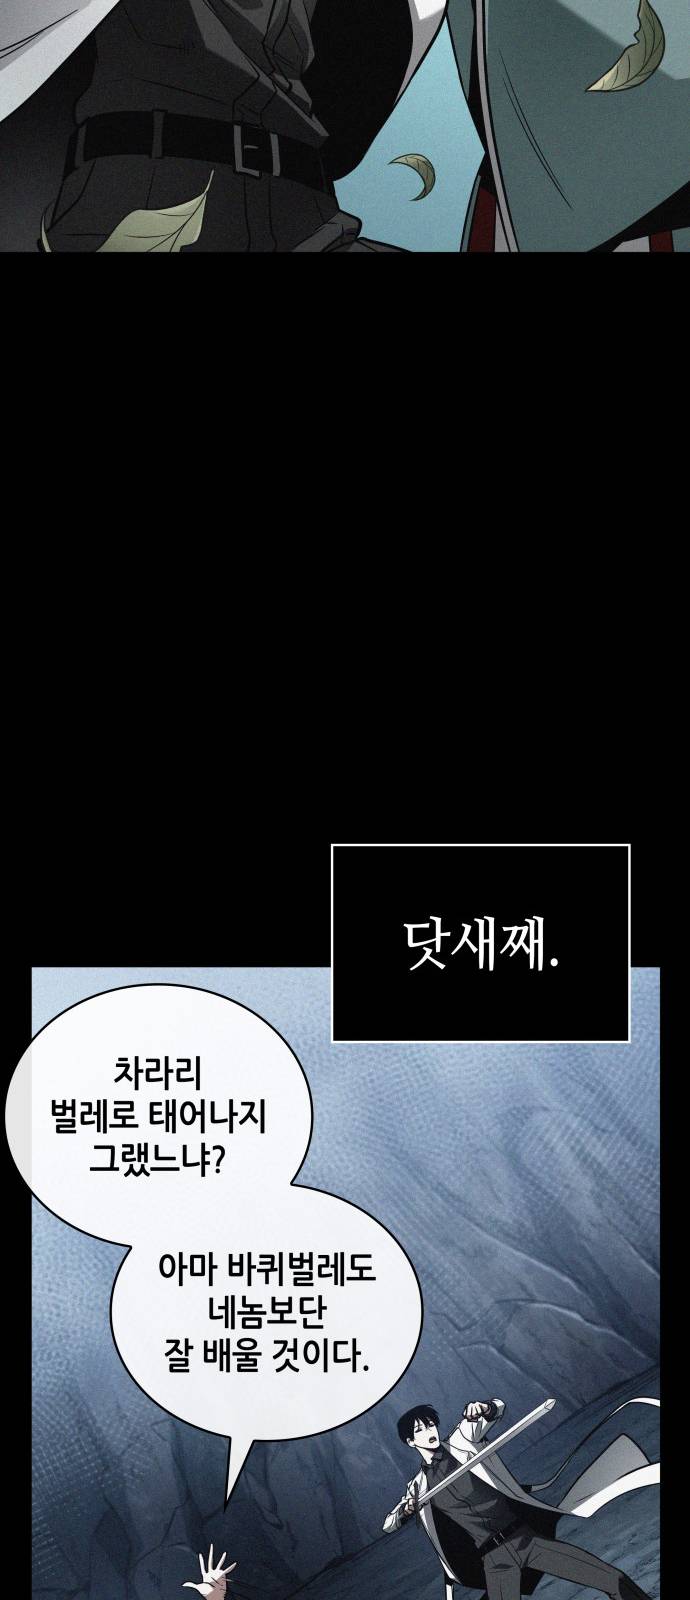 닷새째.
차라리
벌레로 태어나지
그랬느냐?
아마 바퀴벌레도
네놈보단
잘 배울 것이다.